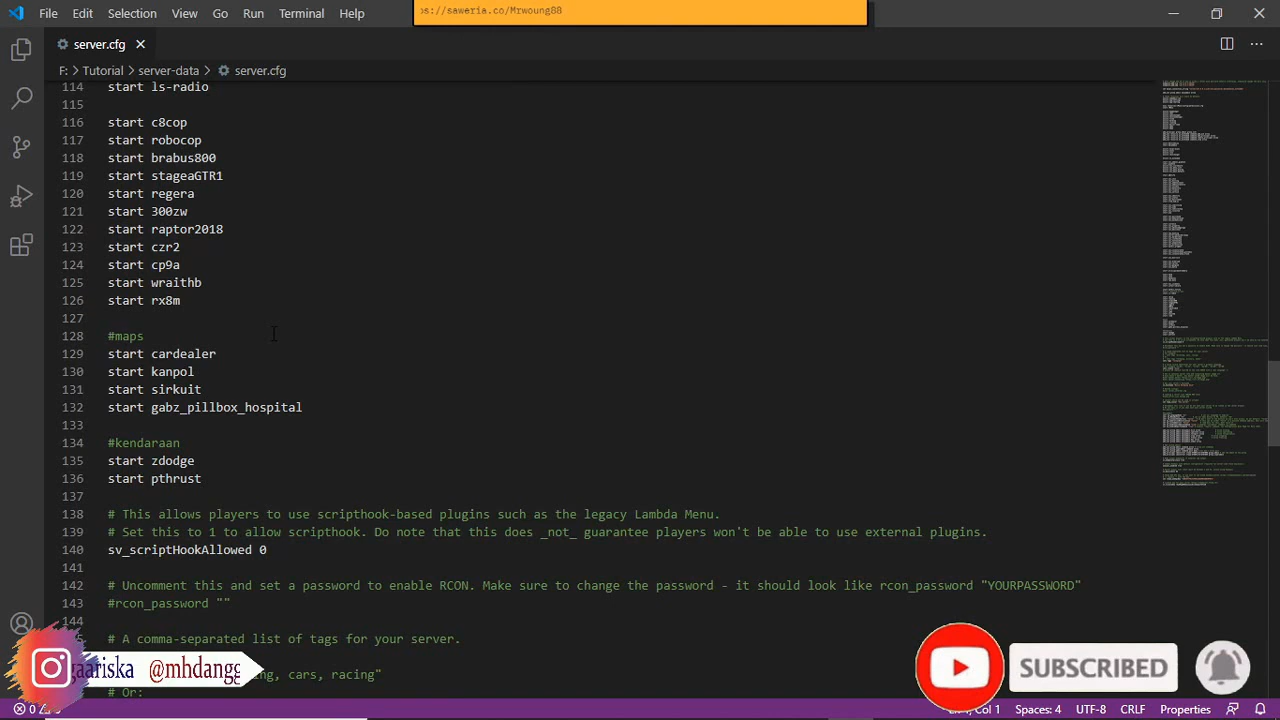 File Edit Selection View Go Run Terminal Help
os://saweria.co/Mrwoung88
server.cfg
F: > Tutorial > server-data > server.cfg
114 start ls-radio
115
116 start c8cop
117 start robocop
118 start brabus800
119 start stageaGTR1
120 start regera
121 start 300zw
122 start raptor2018
123 start czr2
124 start cp9a
125 start wraithb
126 start rx8m
127
128 #maps
129 start cardealer
130 start kanpol
131 start sirkuit
132 start gabz_pillbox_hospital
133
134 #kendaraan
135 start zdodge
136 start pthrust
137
138 # This allows players to use scripthook-based plugins such as the legacy Lambda Menu.
139 # Set this to 1 to allow scripthook. Do note that this does _not_ guarantee players won't be able to use external plugins.
140 sv_scriptHookAllowed 0
141
142 # Uncomment this and set a password to enable RCON. Make sure to change the password - it should look like rcon_password "YOURPASSWORD"
143 #rcon_password ""
144
# A comma-separated list of tags for your server.
ing, cars, racing"
# Or:
gaariska @mhdangg
SUBSCRIBED
0
Col 1 Spaces: 4 UTF-8 CRLF Properties